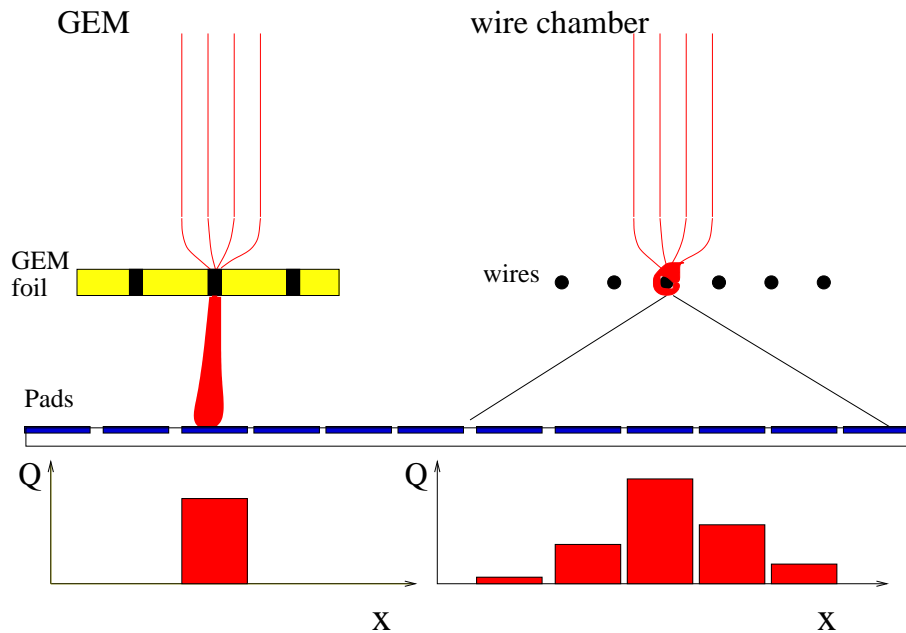 GEM
wire chamber
GEM
foil
wires
Pads
Q
Q
x
x